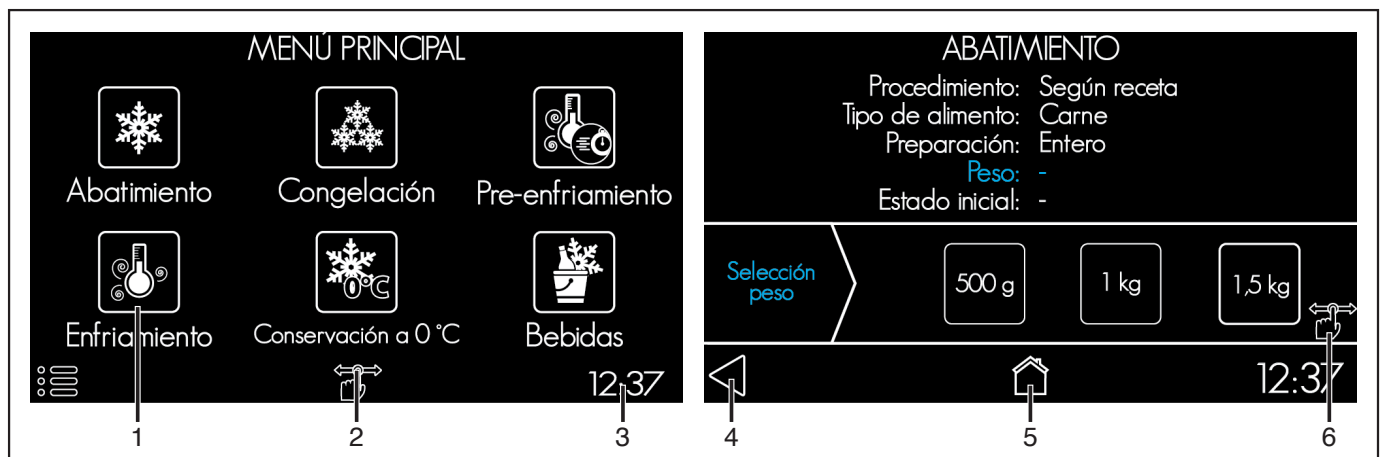 MENÚ PRINCIPAL
Abatimiento
Congelación
Pre-enfriamiento
0°C
Enfriamiento
Conservación a 0 °C
Bebidas
12:37
1
2
3
ABATIMIENTO
Procedimiento: Según receta
Tipo de alimento: Carne
Preparación: Entero
Peso: -
Estado inicial: -
Selección
peso
500 g
1 kg
1,5 kg
12:37
4
5
6